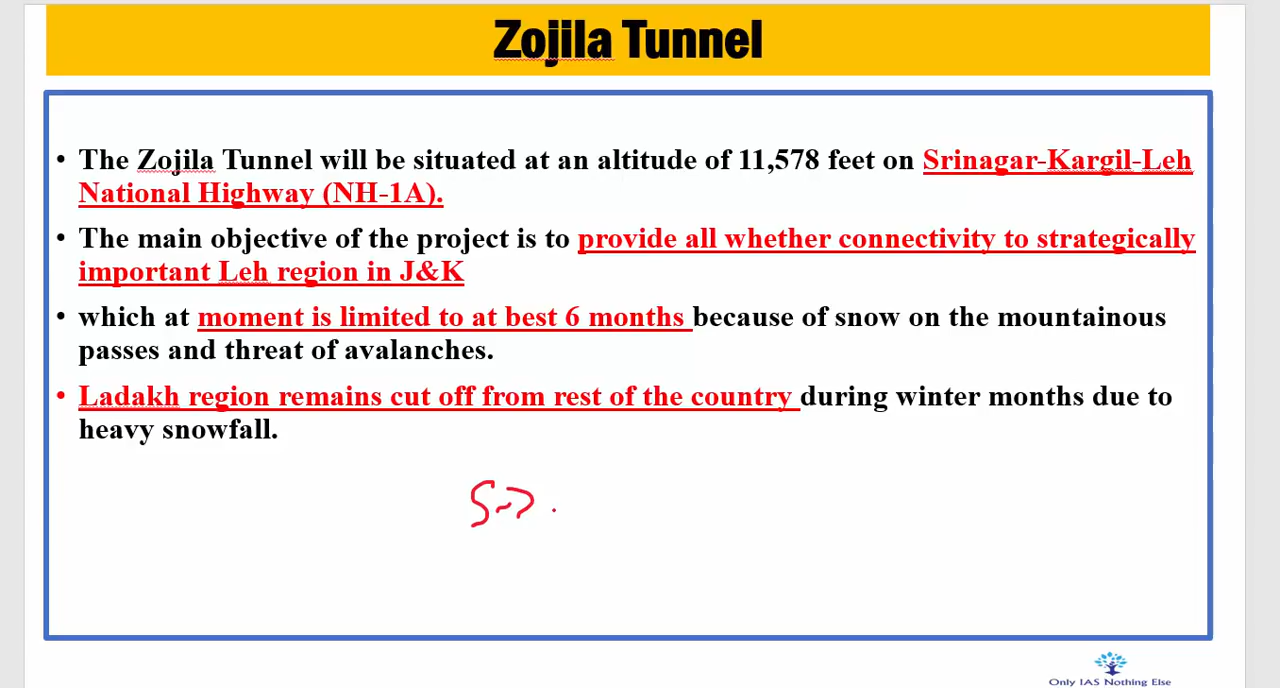 Zojila Tunnel
• The Zojila Tunnel will be situated at an altitude of 11,578 feet on Srinagar-Kargil-Leh
National Highway (NH-1A).
• The main objective of the project is to provide all whether connectivity to strategically
important Leh region in J&K
• which at moment is limited to at best 6 months because of snow on the mountainous
passes and threat of avalanches.
• Ladakh region remains cut off from rest of the country during winter months due to
heavy snowfall.
Only IAS Nothing Else